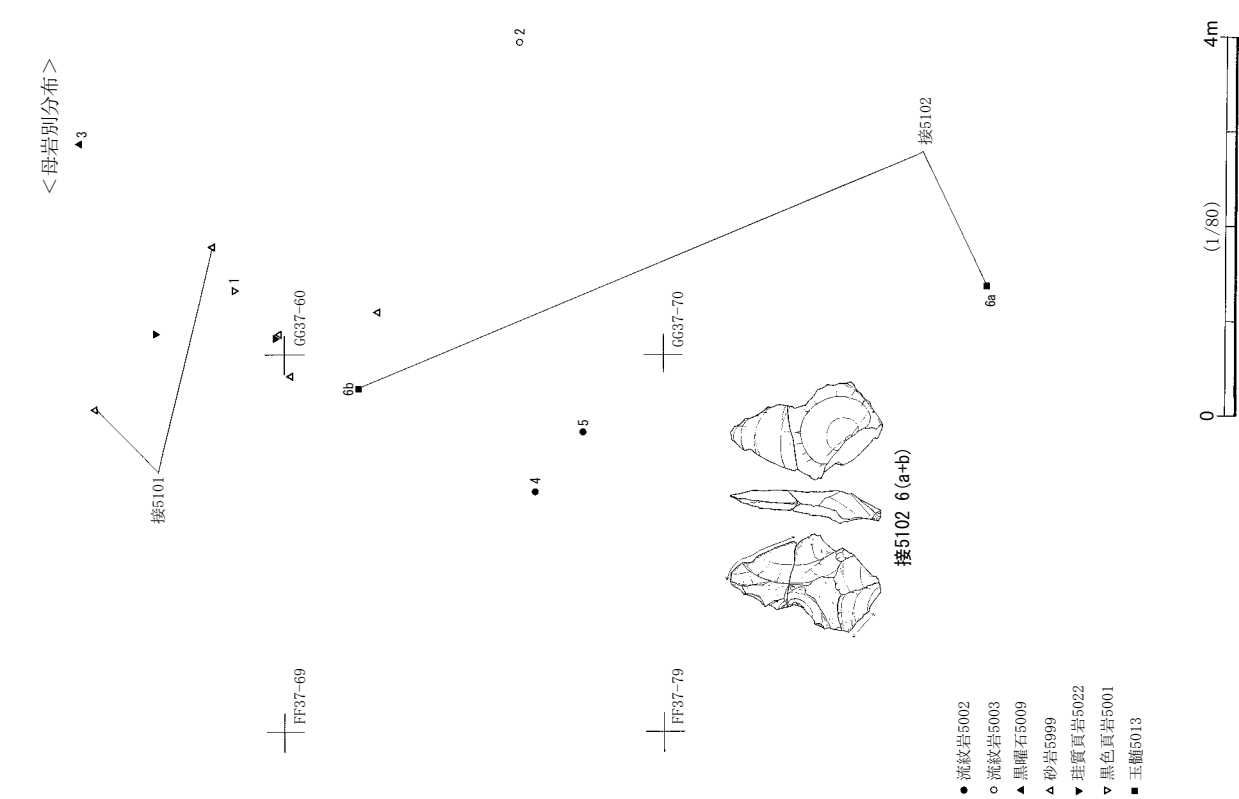 <母岩別分布>
3
2
接5102
1
GG37-60
接5101
6b
6a
GG37-70
5
4
接5102 6(a+b)
FF37-69
FF37-79
● 流紋岩5002
○ 流紋岩5003
▲ 黒曜石5009
△ 砂岩5999
▼ 珪質頁岩5022
▽ 黒色頁岩5001
■ 玉髄5013
0 (1/80) 4m